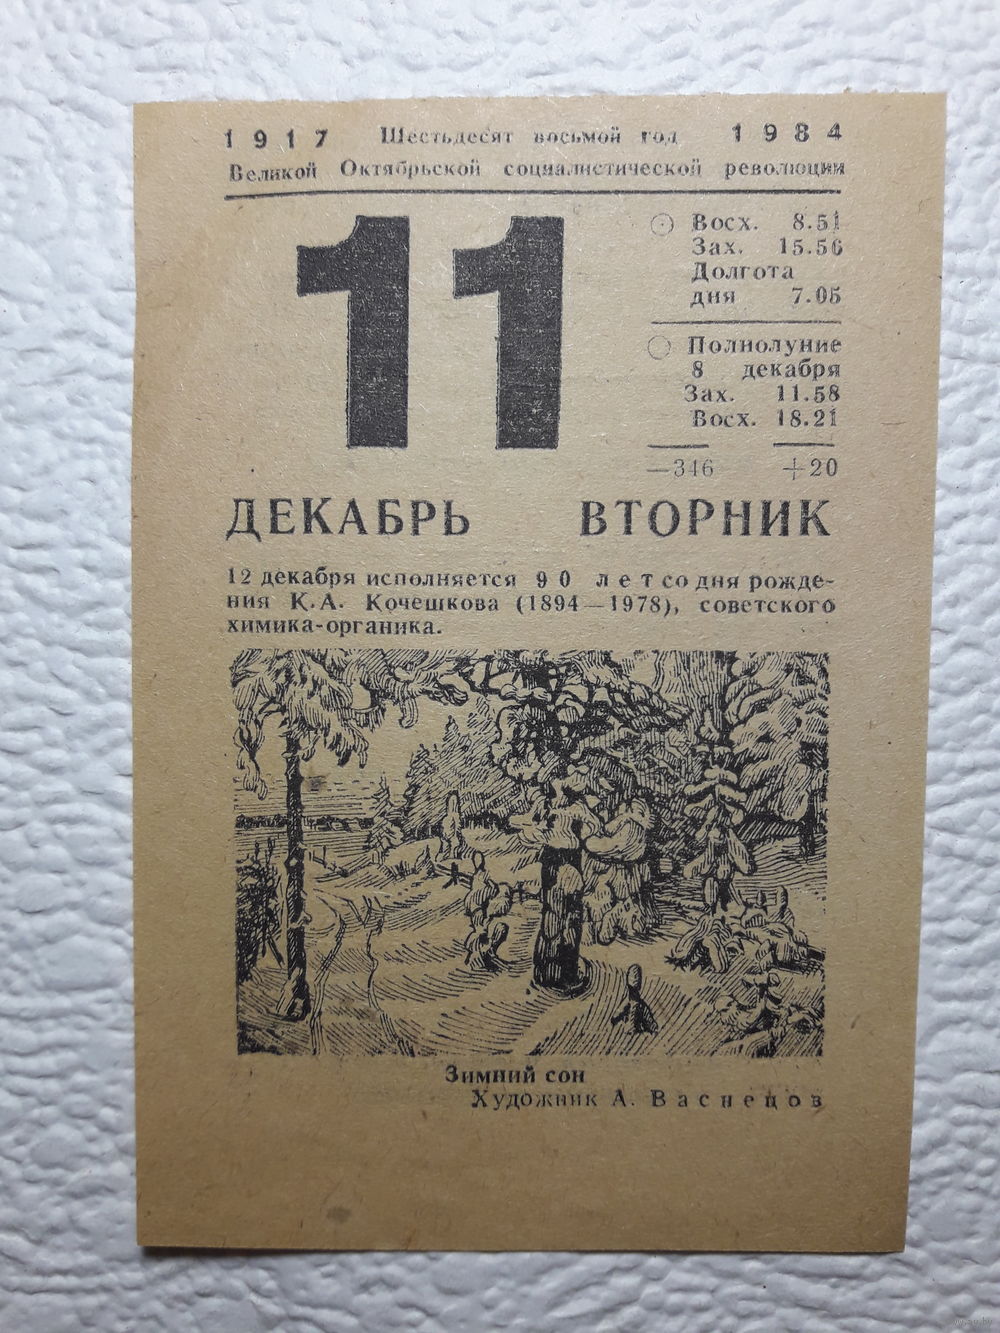 1917 Шестьдесят восьмой год 1984
Великой Октябрьской социалистической революции
11
Восх. 8.51
Зах. 15.56
Долгота
дня 7.05
Полнолуние
8 декабря
Зах. 11.58
Восх. 18.21
—346 +20
ДЕКАБРЬ ВТОРНИК
12 декабря исполняется 90 лет со дня рожде-
ния К.А. Кочешкова (1894—1978), советского
химика-органика.
Зимний сон
Художник А. Васнецов